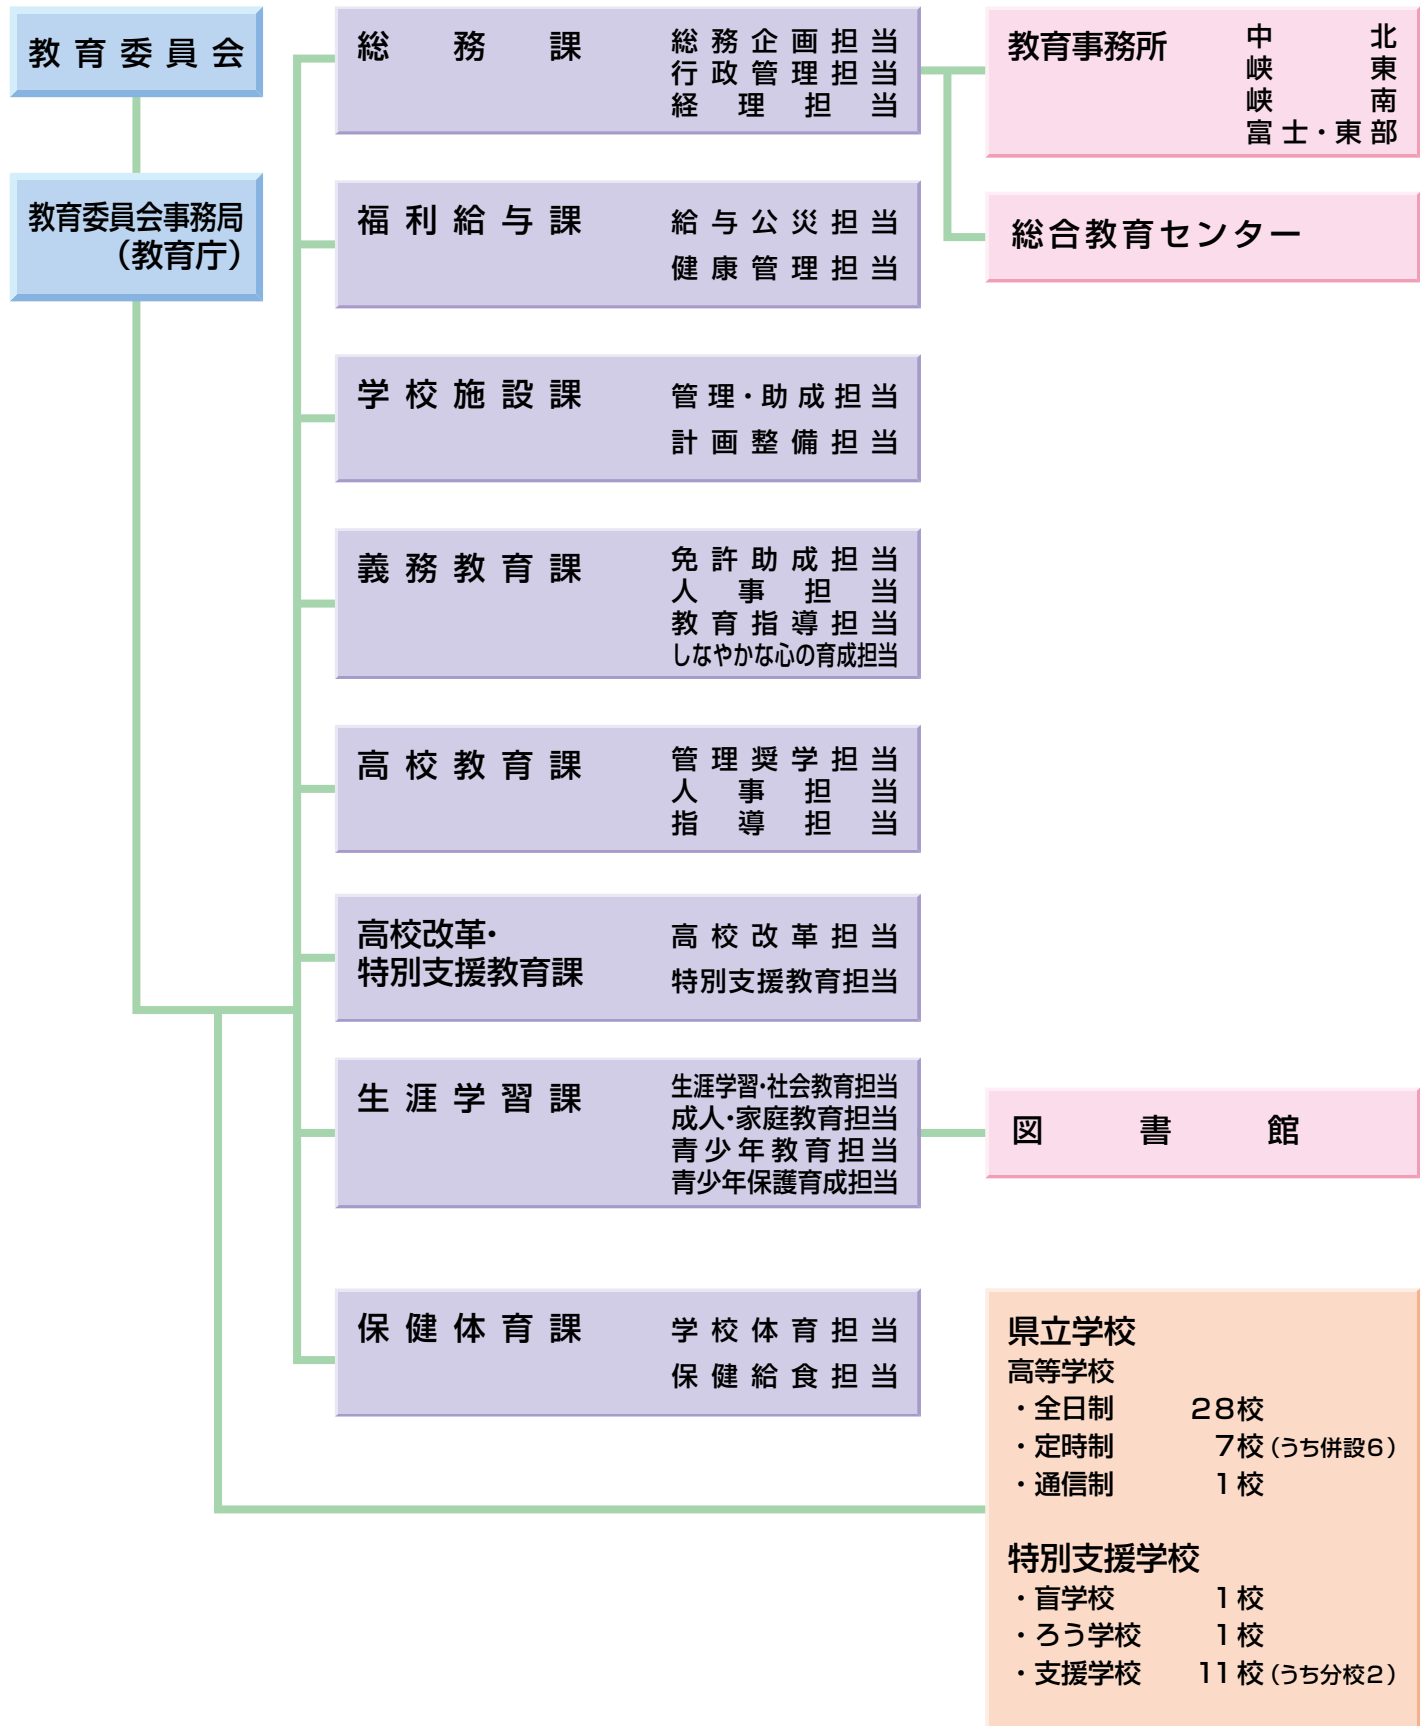 教育委員会
教育委員会事務局
（教育庁）
総務課
総務企画担当
行政管理担当
経理担当
教育事務所
中北
峡東
峡南
富士・東部
総合教育センター
福利給与課
給与公災担当
健康管理担当
学校施設課
管理・助成担当
計画整備担当
義務教育課
免許助成担当
人事担当
教育指導担当
しなやかな心の育成担当
高校教育課
管理奨学担当
人事担当
指導担当
高校改革・
特別支援教育課
高校改革担当
特別支援教育担当
生涯学習課
生涯学習・社会教育担当
成人・家庭教育担当
青少年教育担当
青少年保護育成担当
図書館
保健体育課
学校体育担当
保健給食担当
県立学校
高等学校
・全日制 28校
・定時制 7校（うち併設6）
・通信制 1校
特別支援学校
・盲学校 1校
・ろう学校 1校
・支援学校 11校（うち分校2）